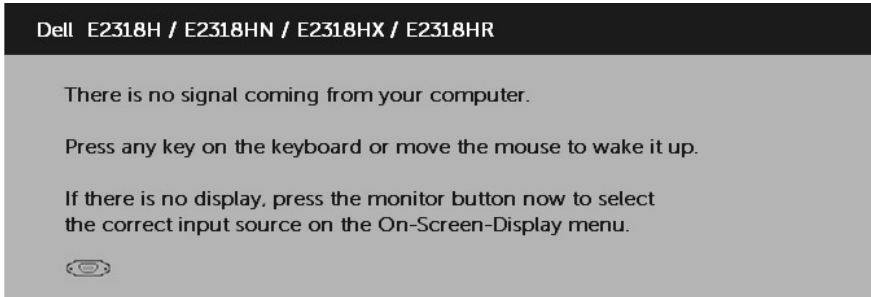 Dell E2318H / E2318HN / E2318HX / E2318HR
There is no signal coming from your computer.
Press any key on the keyboard or move the mouse to wake it up.
If there is no display, press the monitor button now to select
the correct input source on the On-Screen-Display menu.